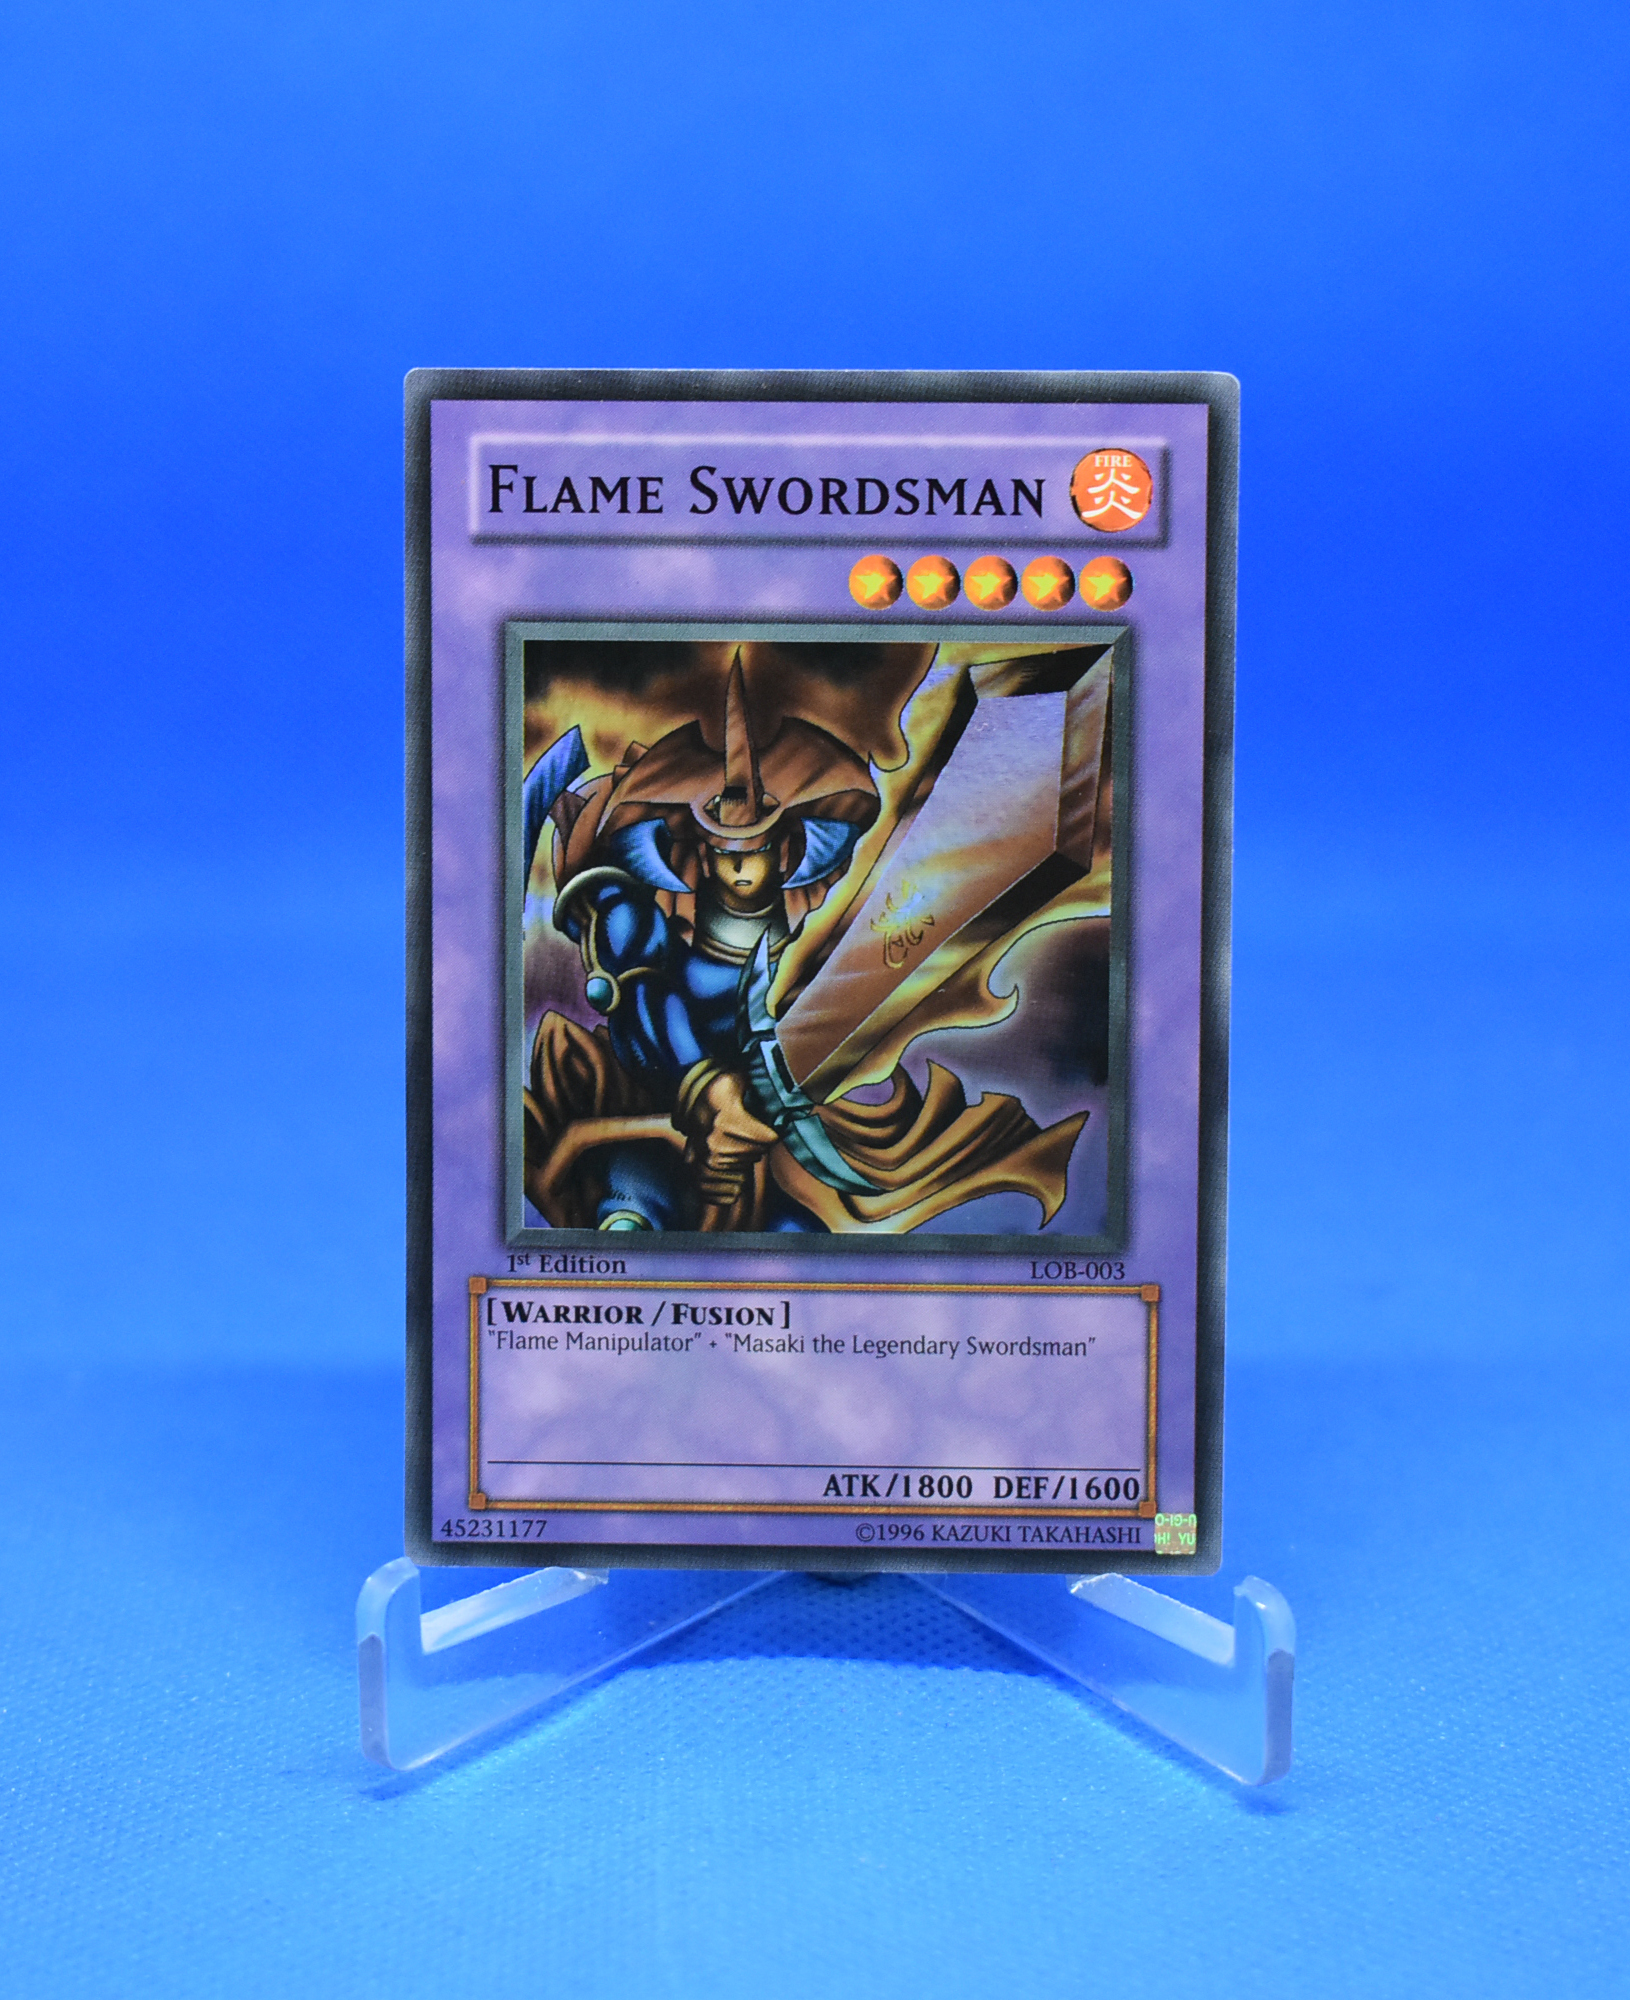 FLAME SWORDSMAN
FIRE
炎
1st Edition
LOB-003
[WARRIOR / FUSION]
"Flame Manipulator" + "Masaki the Legendary Swordsman"
ATK/1800 DEF/1600
45231177
©1996 KAZUKI TAKAHASHI